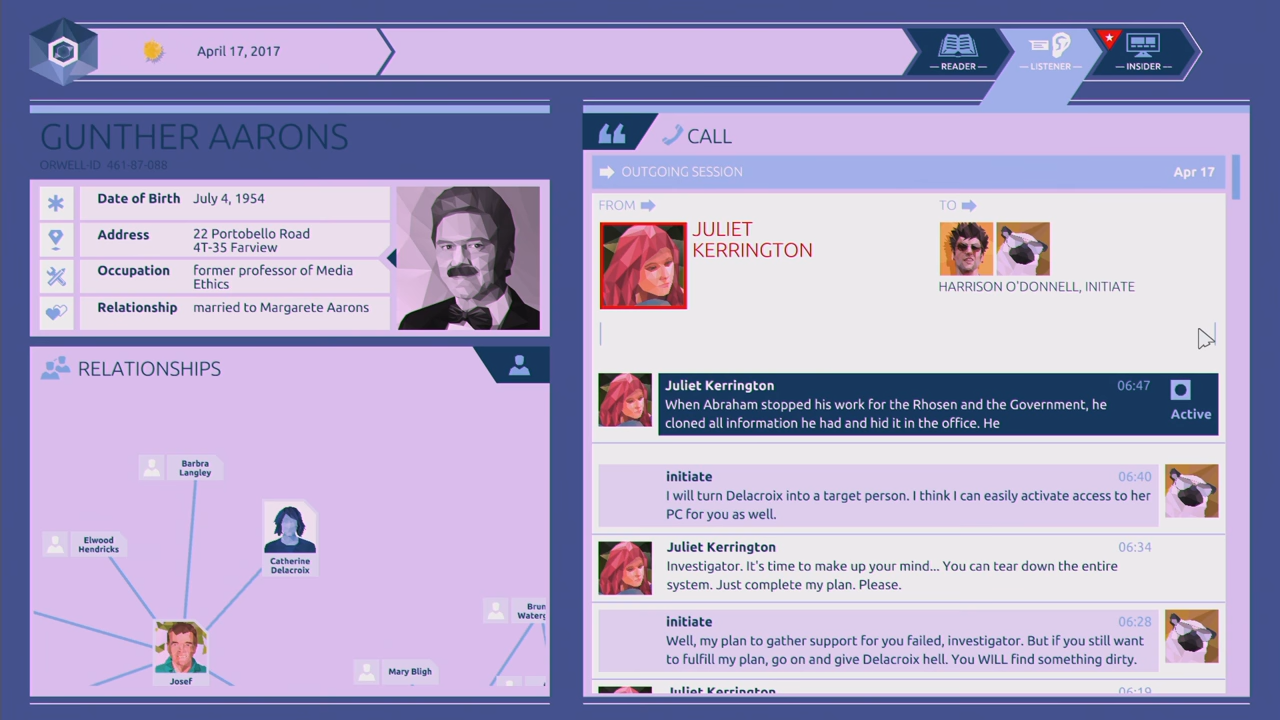 April 17, 2017
— READER —
— LISTENER —
— INSIDER —
GUNTHER AARONS
ORWELL-ID 461-87-088
Date of Birth July 4, 1954
Address 22 Portobello Road
4T-35 Farview
Occupation former professor of Media
Ethics
Relationship married to Margarete Aarons
RELATIONSHIPS
Barbra
Langley
Elwood
Hendricks
Catherine
Delacroix
Josef
Mary Bligh
CALL
OUTGOING SESSION Apr 17
FROM
TO
JULIET
KERRINGTON
HARRISON O'DONNELL, INITIATE
Juliet Kerrington 06:47
When Abraham stopped his work for the Rhosen and the Government, he
cloned all information he had and hid it in the office. He
Active
initiate 06:40
I will turn Delacroix into a target person. I think I can easily activate access to her
PC for you as well.
Juliet Kerrington 06:34
Investigator. It's time to make up your mind... You can tear down the entire
system. Just complete my plan. Please.
initiate 06:28
Well, my plan to gather support for you failed, investigator. But if you still want
to fulfill my plan, go on and give Delacroix hell. You WILL find something dirty.
Juliet Kerrington 06:19